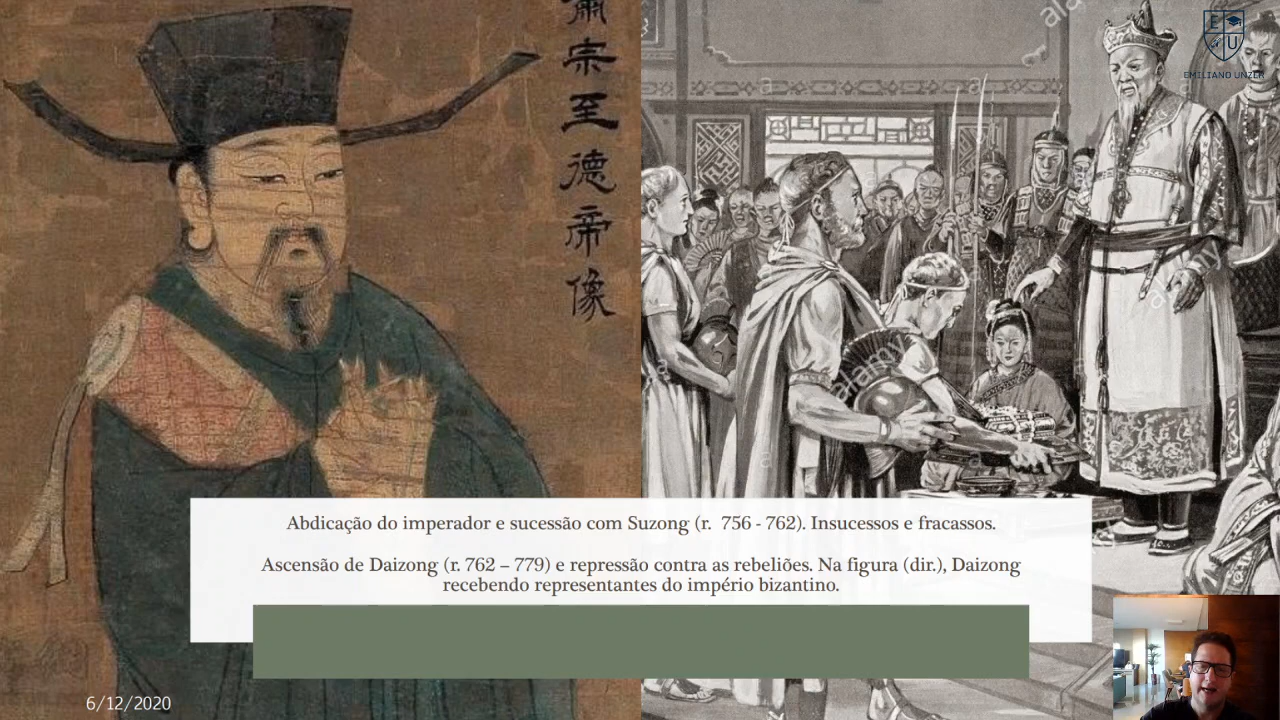 肅宗至德帝像
E U
EMILIANO UNZER
alamy
alamy
Abdicação do imperador e sucessão com Suzong (r. 756 - 762). Insucessos e fracassos.
Ascensão de Daizong (r. 762 – 779) e repressão contra as rebeliões. Na figura (dir.), Daizong
recebendo representantes do império bizantino.
6/12/2020